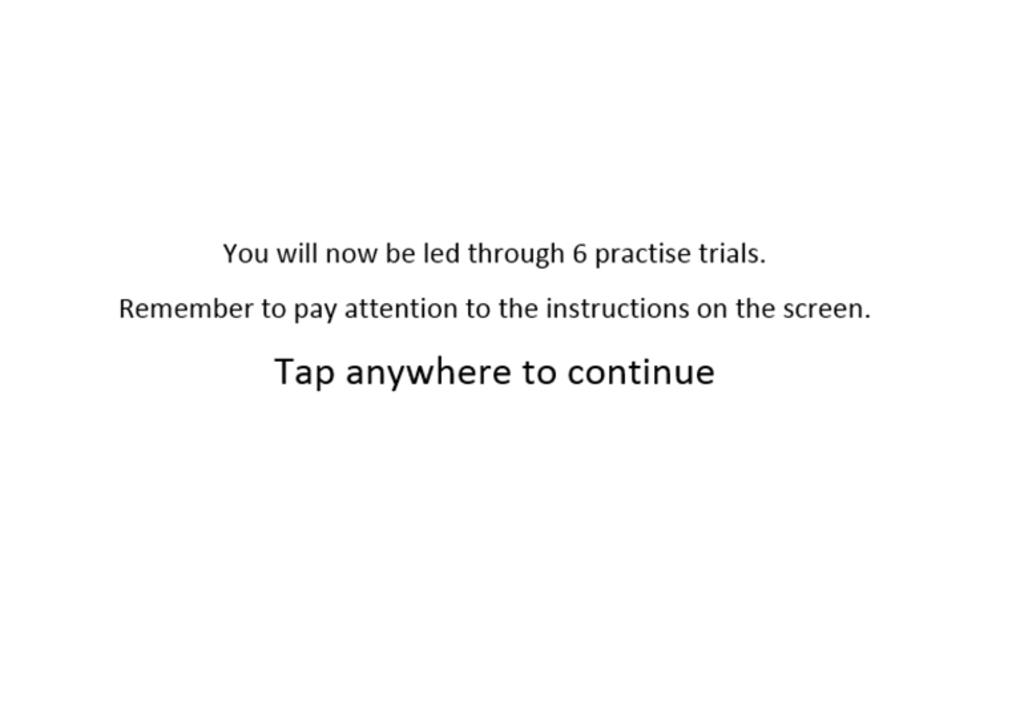 You will now be led through 6 practise trials.
Remember to pay attention to the instructions on the screen.
Tap anywhere to continue